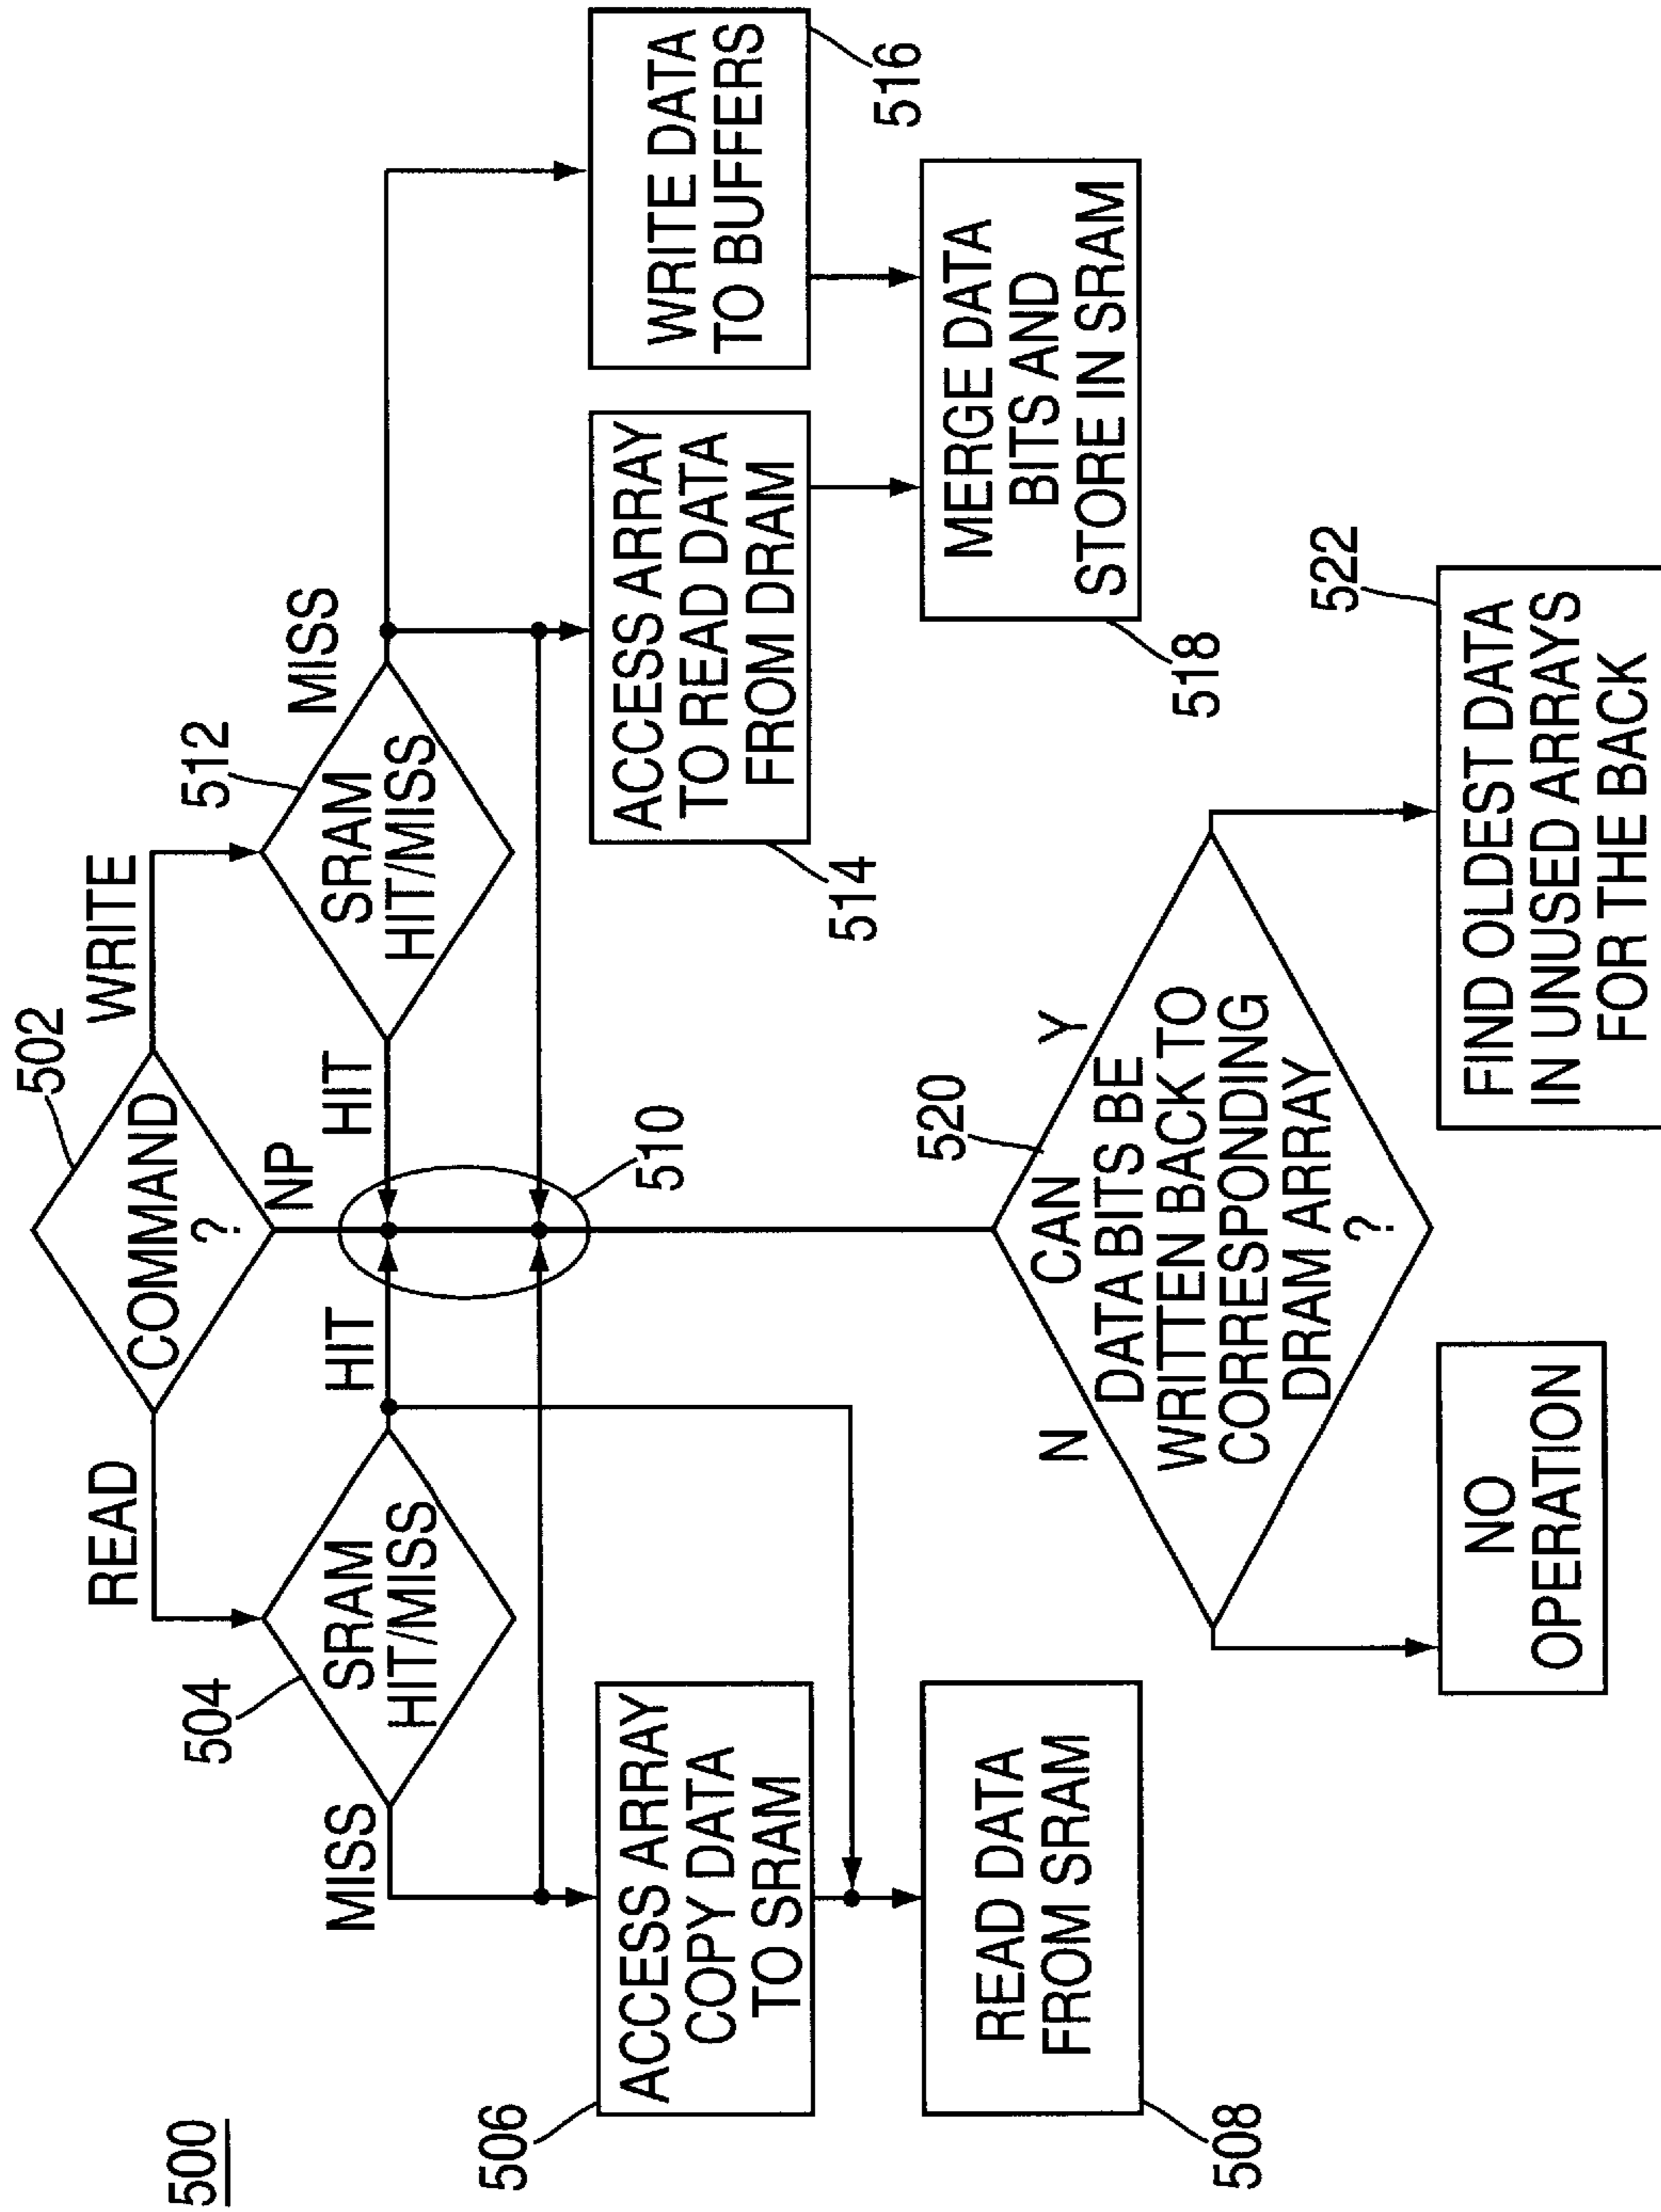 500
502
COMMAND
?
READ
WRITE
NP
504
SRAM
HIT/MISS
512
SRAM
HIT/MISS
MISS
HIT
HIT
MISS
510
506
ACCESS ARRAY
COPY DATA
TO SRAM
514
ACCESS ARRAY
TO READ DATA
FROM DRAM
WRITE DATA
TO BUFFERS
516
508
READ DATA
FROM SRAM
518
MERGE DATA
BITS AND
STORE IN SRAM
520
N
Y
CAN
DATA BITS BE
WRITTEN BACK TO
CORRESPONDING
DRAM ARRAY
?
NO
OPERATION
522
FIND OLDEST DATA
IN UNUSED ARRAYS
FOR THE BACK